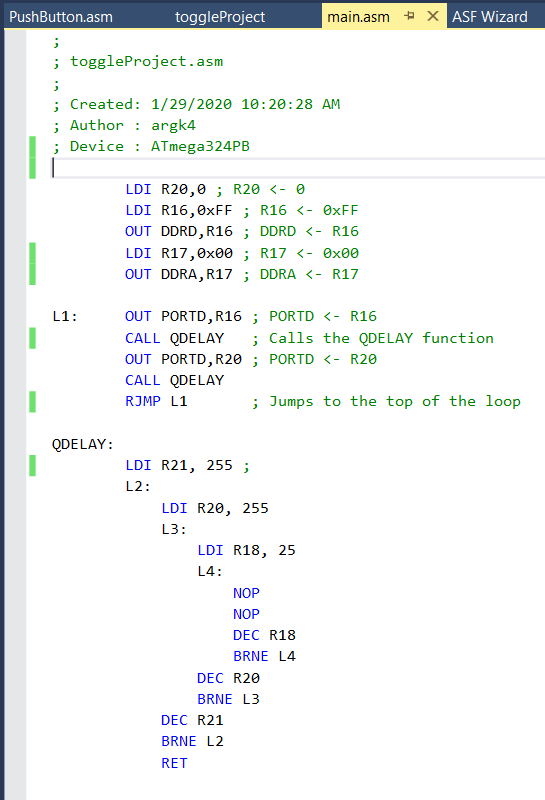 PushButton.asm toggleProject main.asm ASF Wizard
;
; toggleProject.asm
;
; Created: 1/29/2020 10:20:28 AM
; Author : argk4
; Device : ATmega324PB
LDI R20,0 ; R20 <- 0
LDI R16,0xFF ; R16 <- 0xFF
OUT DDRD,R16 ; DDRD <- R16
LDI R17,0x00 ; R17 <- 0x00
OUT DDRA,R17 ; DDRA <- R17
L1: OUT PORTD,R16 ; PORTD <- R16
CALL QDELAY ; Calls the QDELAY function
OUT PORTD,R20 ; PORTD <- R20
CALL QDELAY
RJMP L1 ; Jumps to the top of the loop
QDELAY:
LDI R21, 255 ;
L2:
LDI R20, 255
L3:
LDI R18, 25
L4:
NOP
NOP
DEC R18
BRNE L4
DEC R20
BRNE L3
DEC R21
BRNE L2
RET